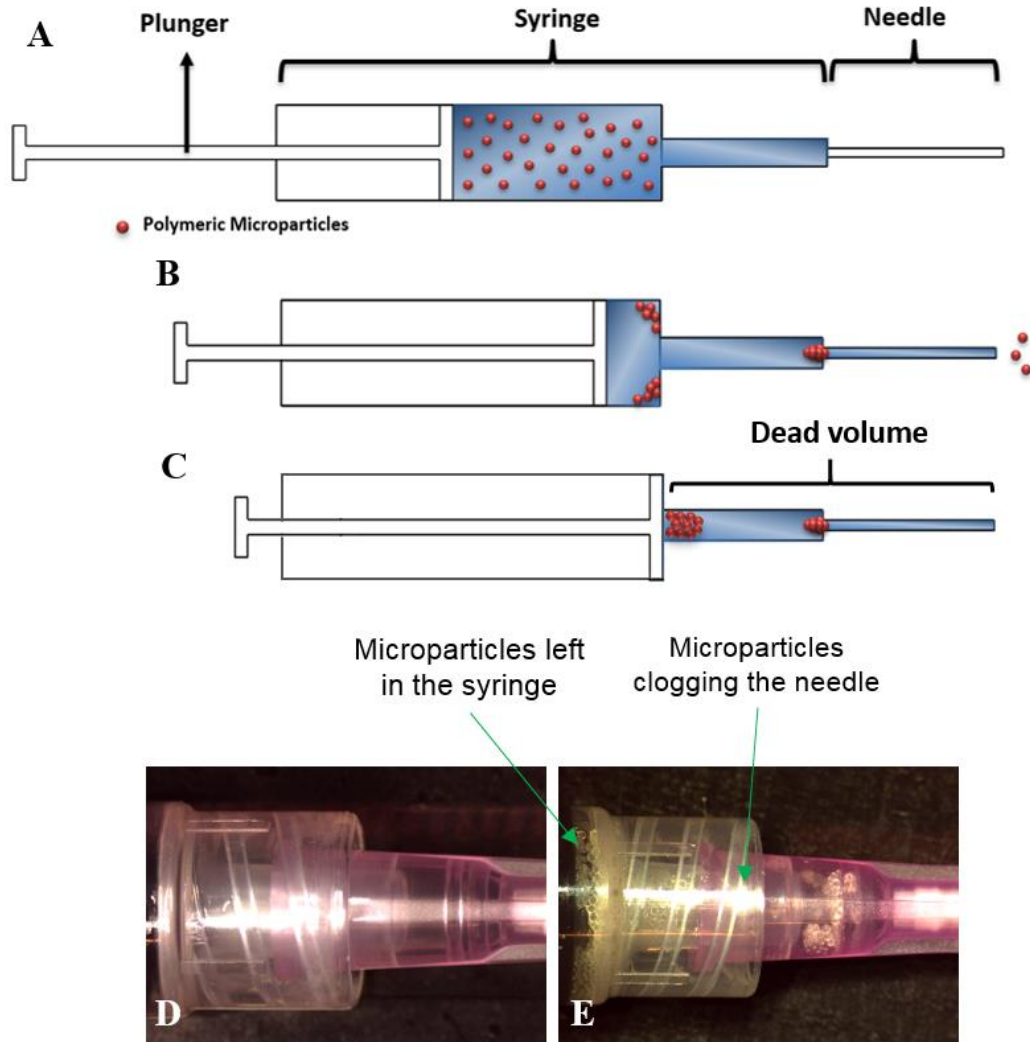 A
Plunger
Syringe
Needle
Polymeric Microparticles
B
C
Dead volume
Microparticles left
in the syringe
Microparticles
clogging the needle
D
E